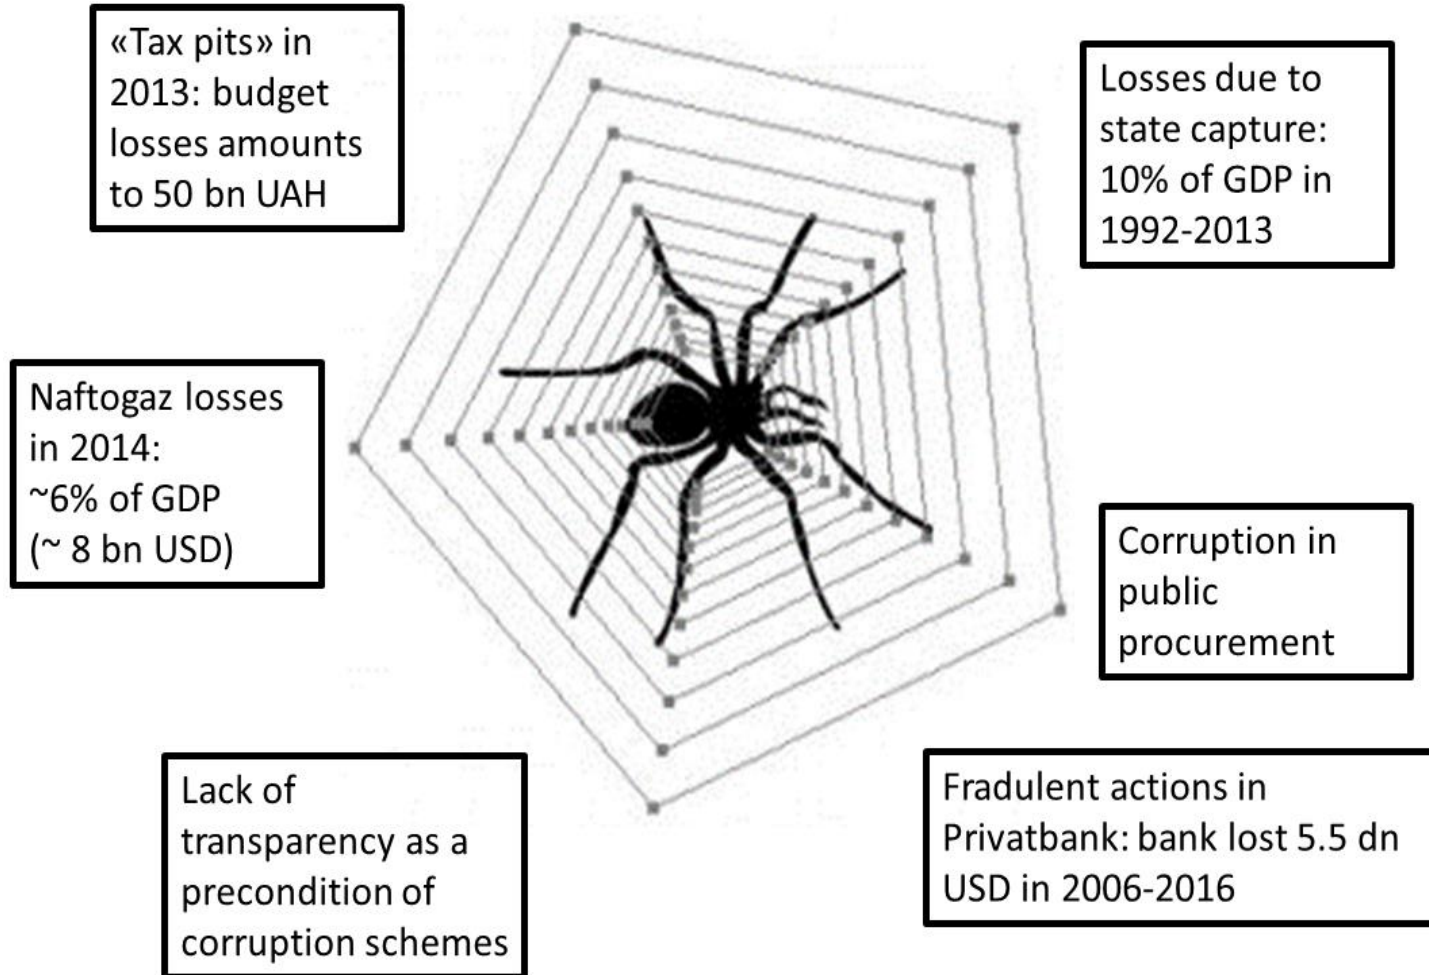 «Tax pits» in
2013: budget
losses amounts
to 50 bn UAH
Losses due to
state capture:
10% of GDP in
1992-2013
Naftogaz losses
in 2014:
~6% of GDP
(~ 8 bn USD)
Corruption in
public
procurement
Lack of
transparency as a
precondition of
corruption schemes
Fradulent actions in
Privatbank: bank lost 5.5 dn
USD in 2006-2016